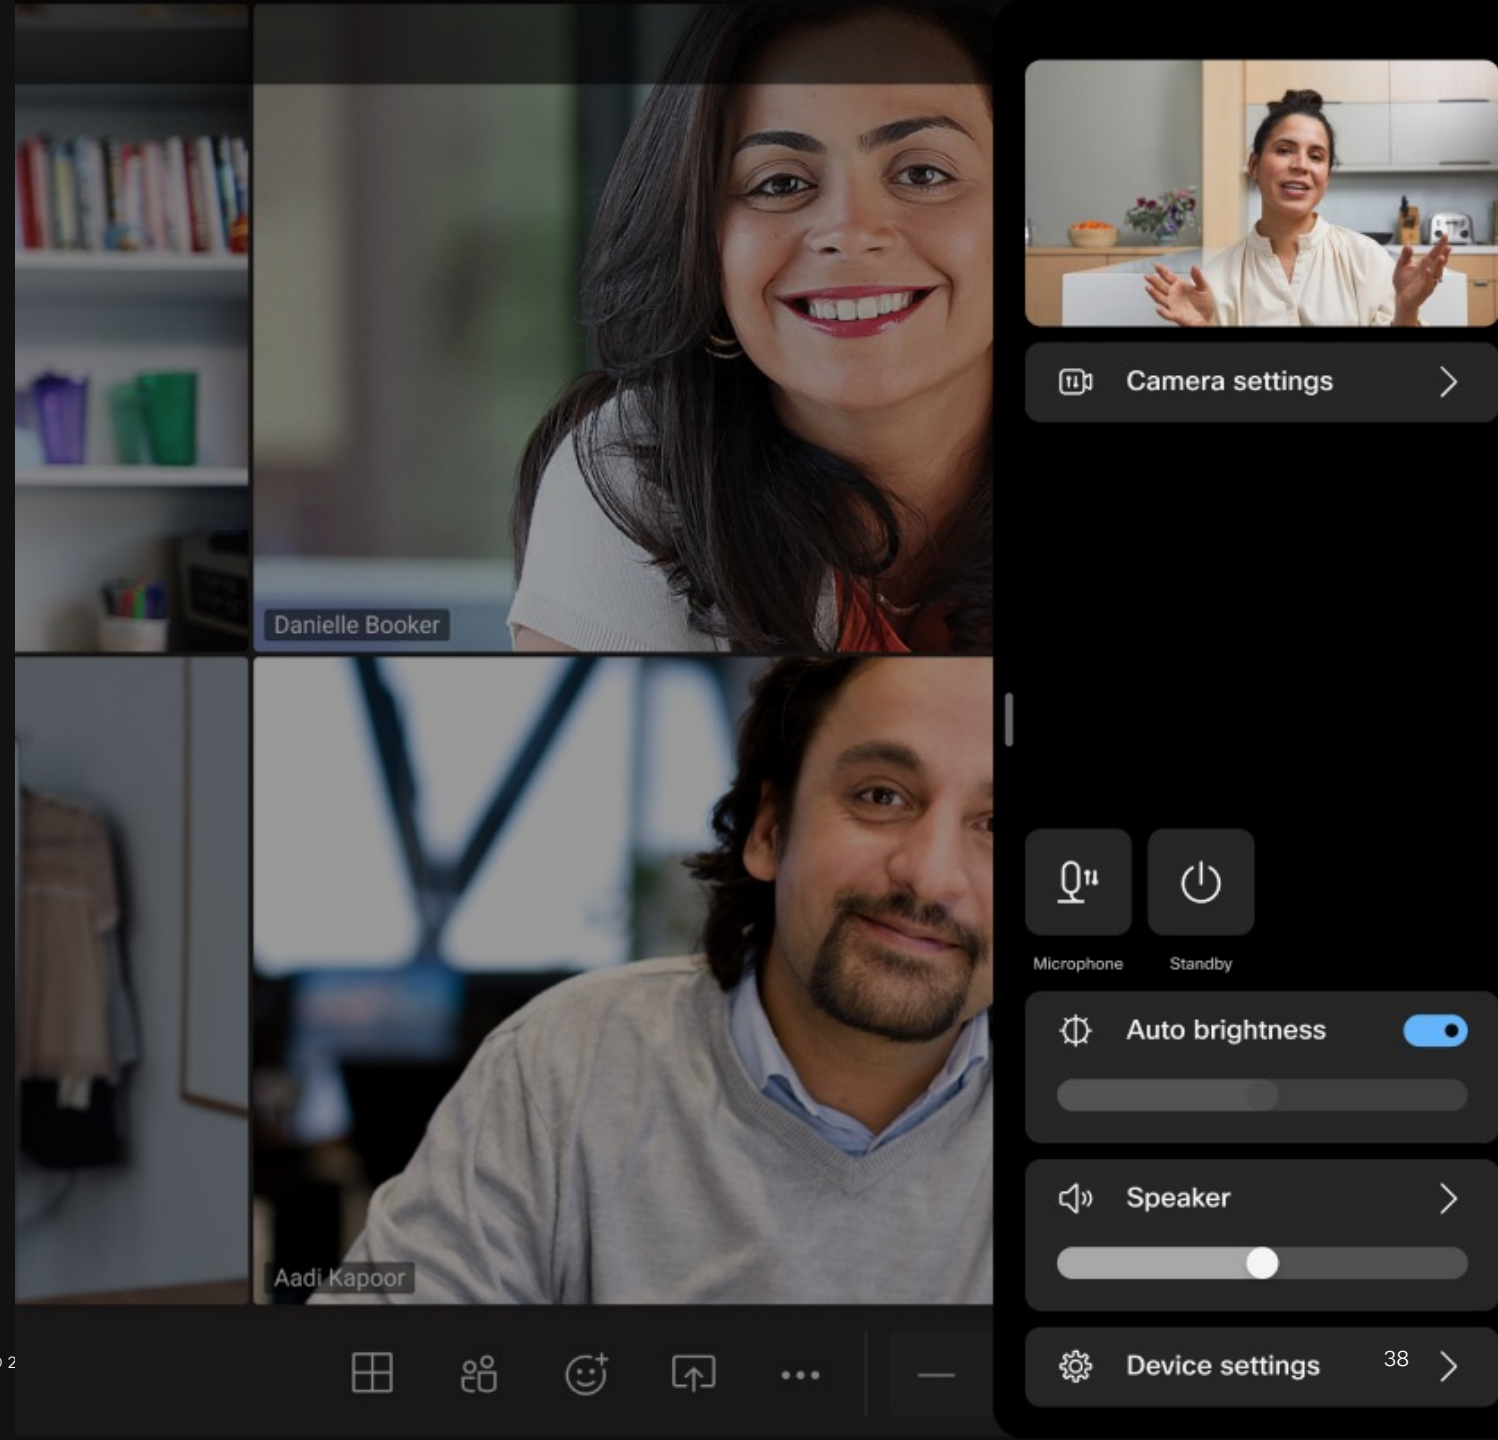 Camera settings
Danielle Booker
Microphone
Standby
Auto brightness
Speaker
Aadi Kapoor
Device settings
38